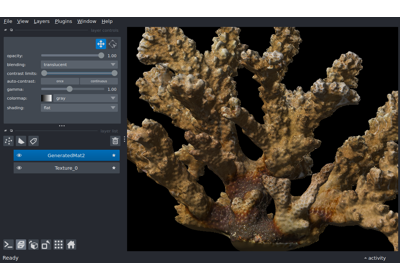 File View Layers Plugins Window Help
opacity: 1.00
blending: translucent
contrast limits:
auto-contrast: once continuous
gamma: 1.00
colormap: gray
shading: flat
GeneratedMat2
Texture_0
Ready
activity